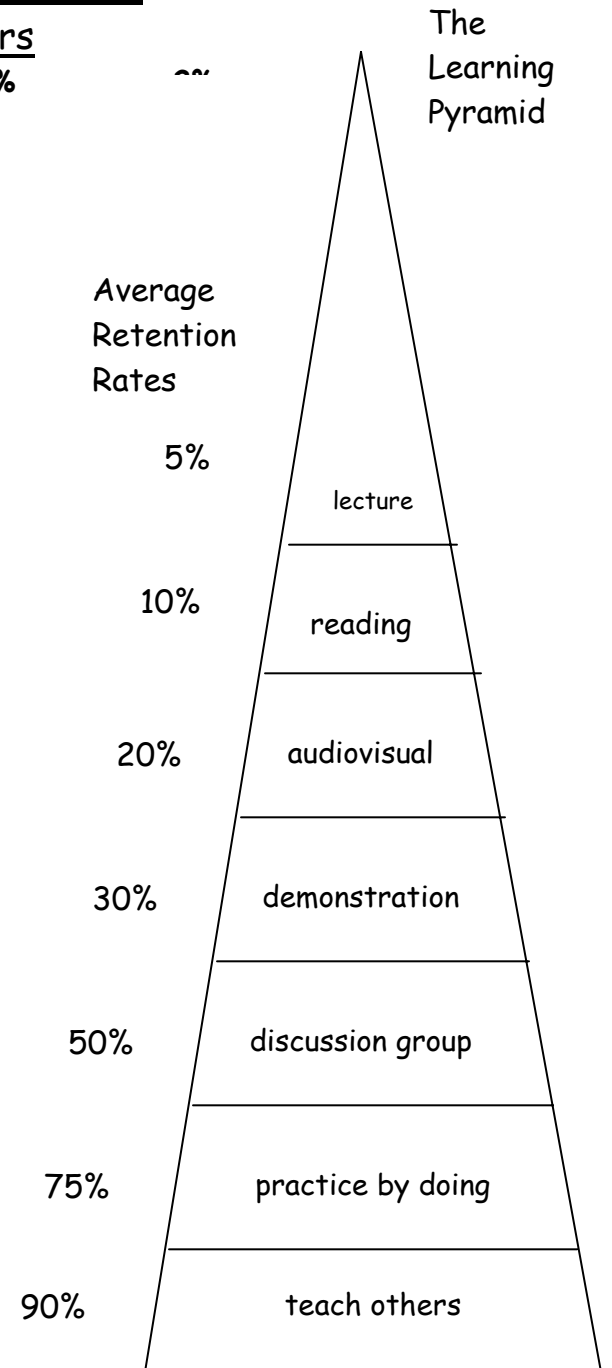 The
Learning
Pyramid
Average
Retention
Rates
5%
lecture
10%
reading
20%
audiovisual
30%
demonstration
50%
discussion group
75%
practice by doing
90%
teach others